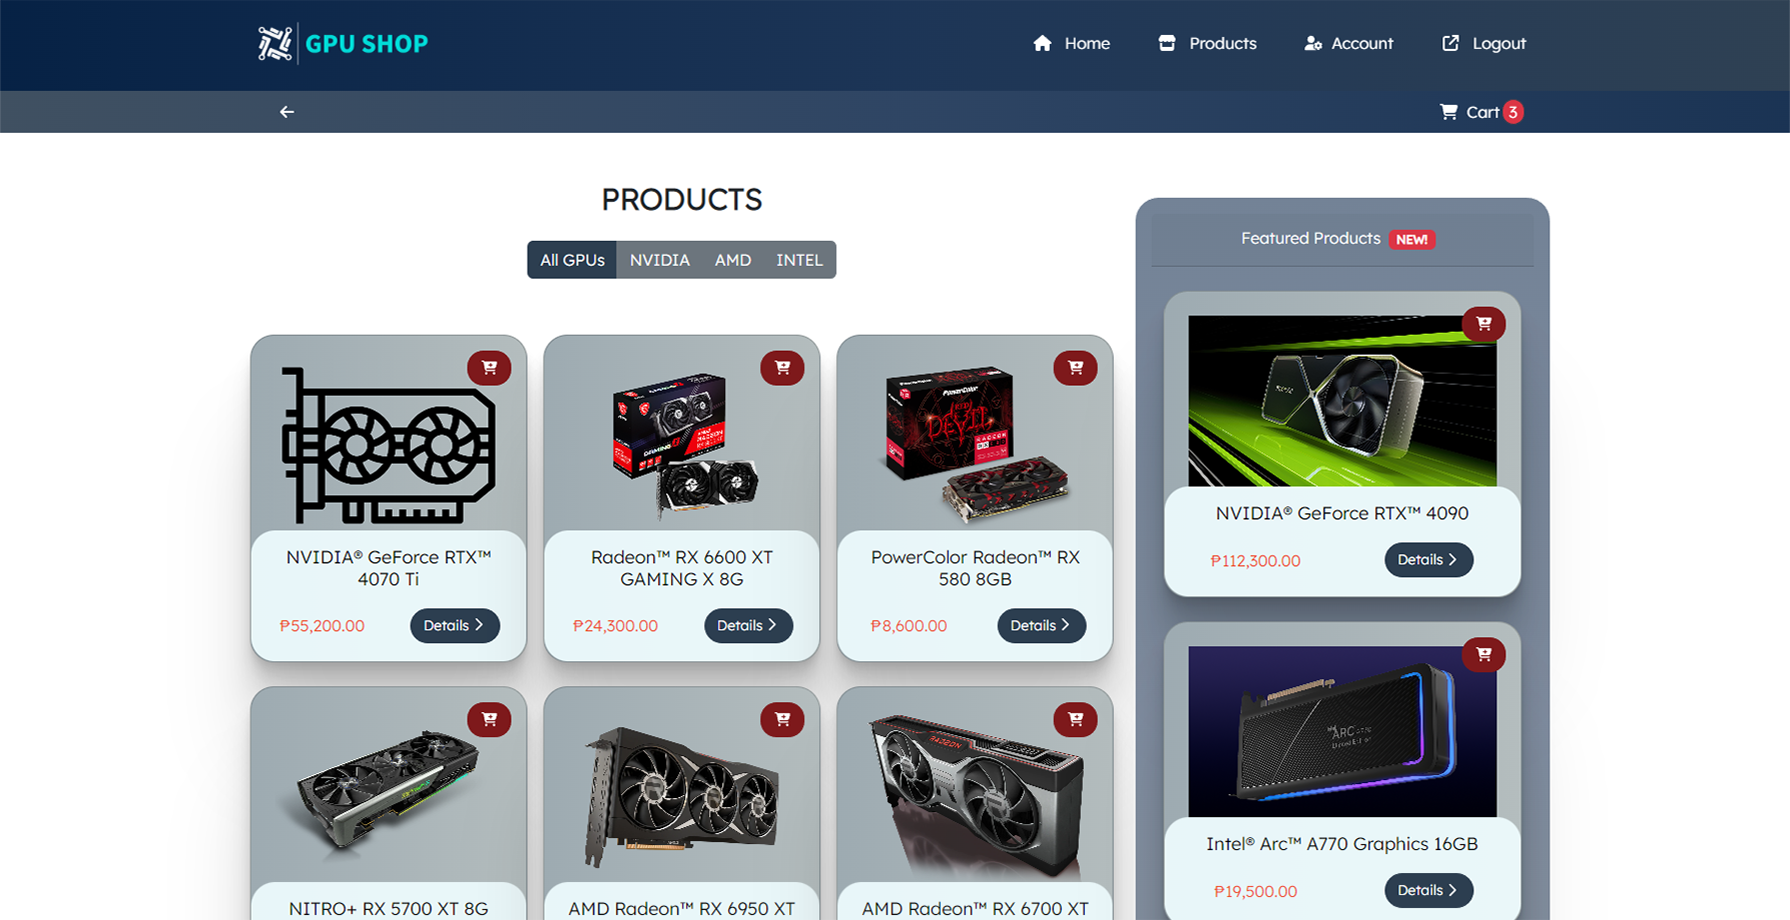 GPU SHOP
Home
Products
Account
Logout
Cart 3
PRODUCTS
All GPUs
NVIDIA
AMD
INTEL
NVIDIA® GeForce RTX™
4070 Ti
₱55,200.00
Details
Radeon™ RX 6600 XT
GAMING X 8G
₱24,300.00
Details
PowerColor
DEVIL
PowerColor Radeon™ RX
580 8GB
₱8,600.00
Details
NITRO+ RX 5700 XT 8G
AMD Radeon™ RX 6950 XT
RADEON
AMD Radeon™ RX 6700 XT
Featured Products NEW!
NVIDIA® GeForce RTX™ 4090
₱112,300.00
Details
ARC
Intel® Arc™ A770 Graphics 16GB
₱19,500.00
Details